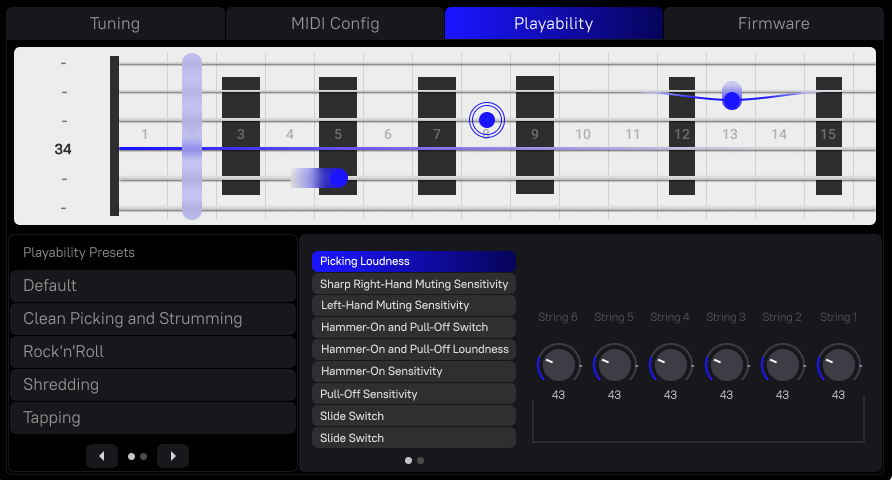 Tuning MIDI Config Playability Firmware
-
-
-
1 3 4 5 6 7 8 9 10 11 12 13 14 15
34
-
-
Playability Presets
Default
Clean Picking and Strumming
Rock'n'Roll
Shredding
Tapping
Picking Loudness
Sharp Right-Hand Muting Sensitivity
Left-Hand Muting Sensitivity
Hammer-On and Pull-Off Switch
Hammer-On and Pull-Off Loudness
Hammer-On Sensitivity
Pull-Off Sensitivity
Slide Switch
Slide Switch
String 6 String 5 String 4 String 3 String 2 String 1
43 43 43 43 43 43